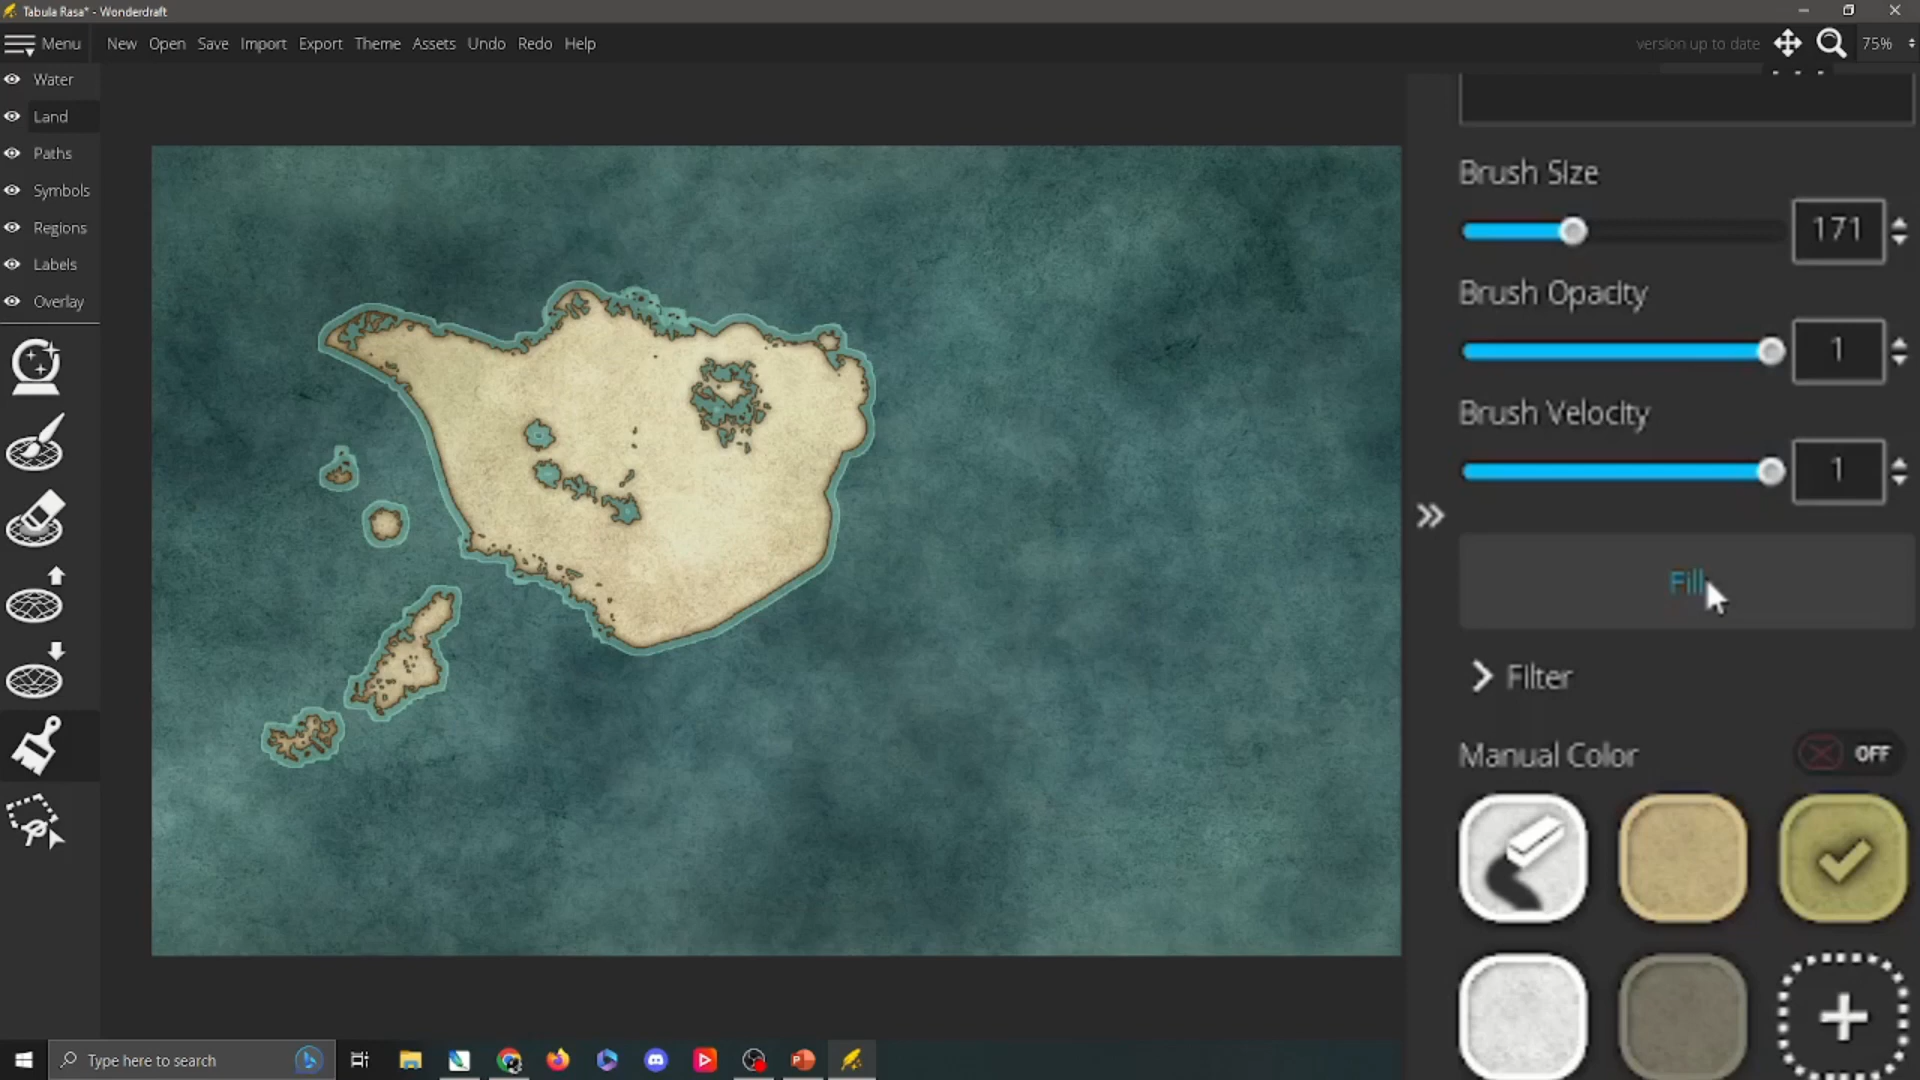 Tabula Rasa* - Wonderdraft
Menu New Open Save Import Export Theme Assets Undo Redo Help version up to date 75%
Water
Land
Paths
Symbols
Regions
Labels
Overlay
Brush Size
171
Brush Opacity
1
Brush Velocity
1
Fill
Filter
Manual Color OFF
Type here to search